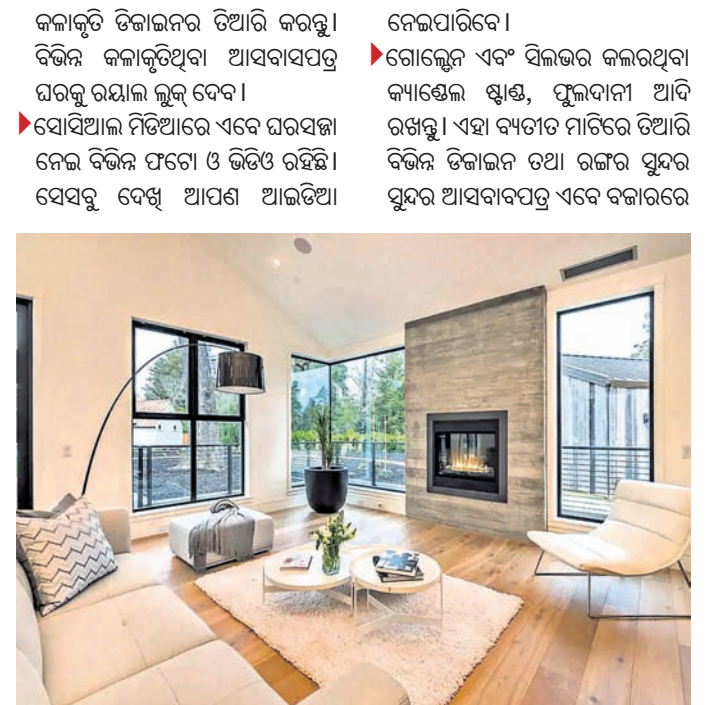 କଳାକୃତି ଡିଜାଇନର ତିଆରି କରନ୍ତୁ।
ବିଭିନ୍ନ କଳାକୃତିଥିବା ଆସବାସପତ୍ର
ଘରକୁ ରୟାଲ ଲୁକ୍ ଦେବ।
ସୋସିଆଲ ମିଡିଆରେ ଏବେ ଘରସଜ୍ଜା
ନେଇ ବିଭିନ୍ନ ଫଟୋ ଓ ଭିଡିଓ ରହିଛି।
ସେସବୁ ଦେଖି ଆପଣ ଆଇଡିଆ
ନେଇପାରିବେ।
ଗୋଲ୍ଡେନ ଏବଂ ସିଲଭର କଲରଥିବା
କ୍ୟାଣ୍ଡେଲ ଷ୍ଟାଣ୍ଡ, ଫୁଲଦାନୀ ଆଦି
ରଖନ୍ତୁ। ଏହା ବ୍ୟତୀତ ମାଟିରେ ତିଆରି
ବିଭିନ୍ନ ଡିଜାଇନ ତଥା ରଙ୍ଗର ସୁନ୍ଦର
ସୁନ୍ଦର ଆସବାବପତ୍ର ଏବେ ବଜାରରେ